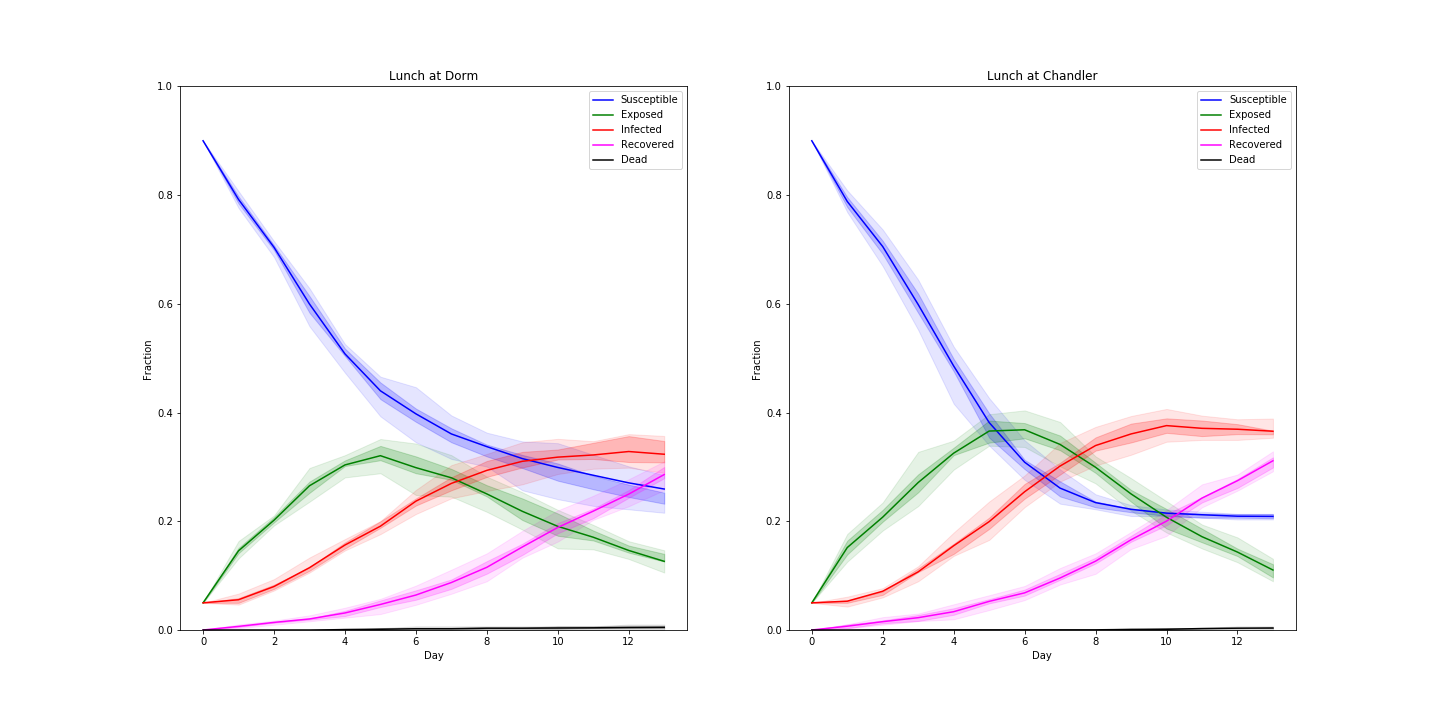 Lunch at Dorm
1.0
0.8
0.6
0.4
0.2
0.0
Fraction
0 2 4 6 8 10 12
Day
Susceptible
Exposed
Infected
Recovered
Dead
Lunch at Chandler
1.0
0.8
0.6
0.4
0.2
0.0
Fraction
0 2 4 6 8 10 12
Day
Susceptible
Exposed
Infected
Recovered
Dead